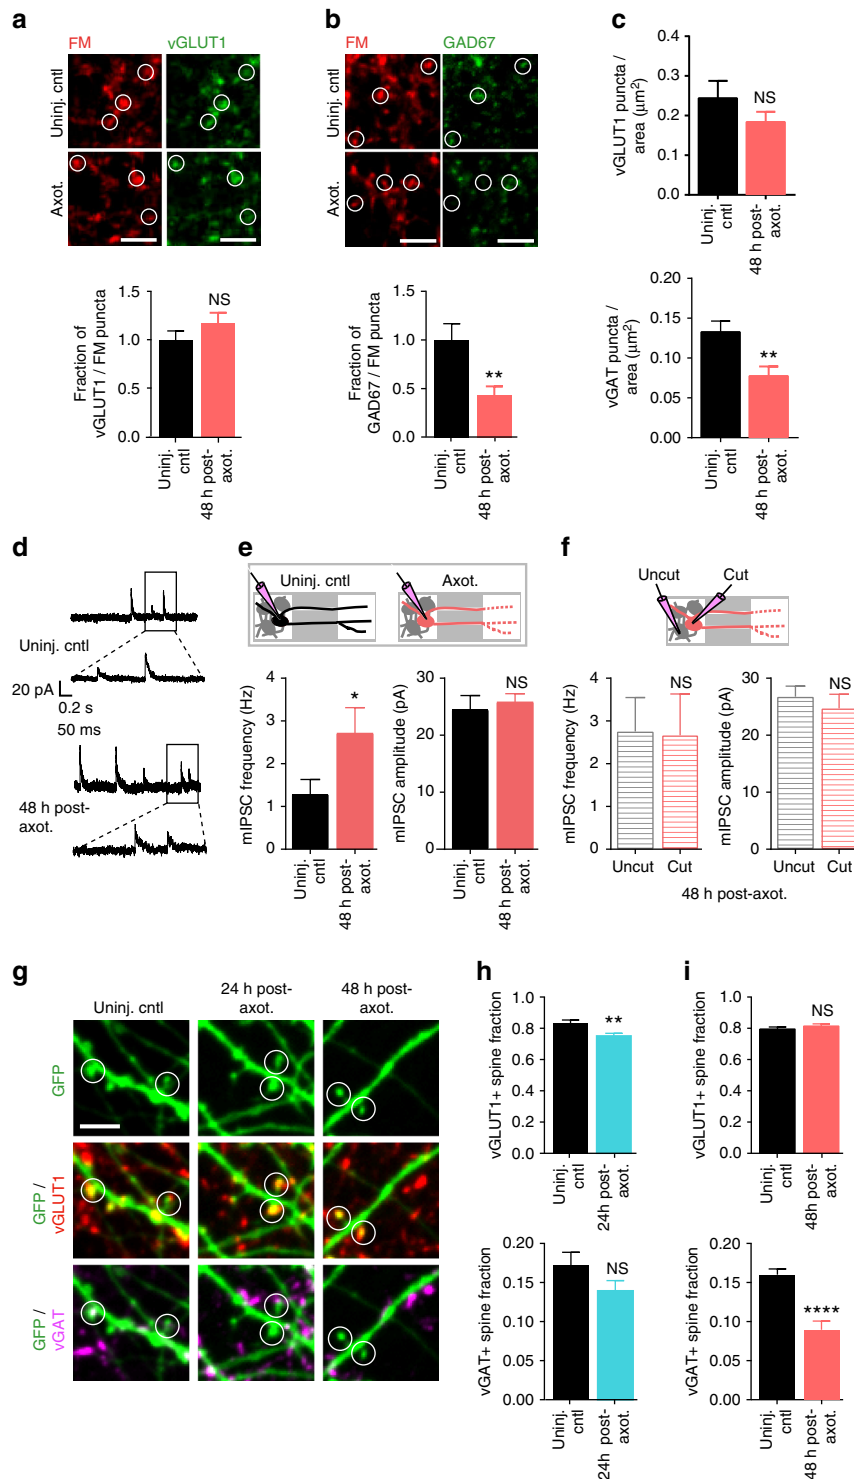 a
FM
vGLUT1
Uninj. cntl
Axot.
Fraction of
vGLUT1 / FM puncta
1.5
1.0
0.5
0.0
NS
Uninj.
cntl
48 h post-
axot.
b
FM
GAD67
Uninj. cntl
Axot.
Fraction of
GAD67 / FM puncta
1.5
1.0
0.5
0.0
**
Uninj.
cntl
48 h post-
axot.
c
vGLUT1 puncta /
area (µm2)
0.4
0.3
0.2
0.1
0.0
NS
Uninj.
cntl
48 h post-
axot.
vGAT puncta /
area (µm2)
0.20
0.15
0.10
0.05
0.00
**
Uninj.
cntl
48 h post-
axot.
d
Uninj. cntl
20 pA
0.2 s
50 ms
48 h post-
axot.
e
Uninj. cntl
Axot.
mIPSC frequency (Hz)
4
3
2
1
0
*
Uninj.
cntl
48 h post-
axot.
mIPSC amplitude (pA)
30
20
10
0
NS
Uninj.
cntl
48 h post-
axot.
f
Uncut
Cut
mIPSC frequency (Hz)
4
3
2
1
0
NS
Uncut
Cut
mIPSC amplitude (pA)
30
20
10
0
NS
Uncut
Cut
48 h post-axot.
g
Uninj. cntl
24 h post-
axot.
48 h post-
axot.
GFP
GFP /
vGLUT1
GFP /
vGAT
h
vGLUT1+ spine fraction
1.0
0.8
0.6
0.4
0.2
0.0
**
Uninj.
cntl
24h post-
axot.
vGAT+ spine fraction
0.20
0.15
0.10
0.05
0.00
NS
Uninj.
cntl
24h post-
axot.
i
vGLUT1+ spine fraction
1.0
0.8
0.6
0.4
0.2
0.0
NS
Uninj.
cntl
48h post-
axot.
vGAT+ spine fraction
0.20
0.15
0.10
0.05
0.00
****
Uninj.
cntl
48 h post-
axot.